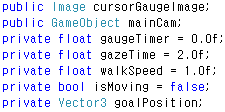 public Image cursorGaugeImage;
public GameObject mainCam;
private float gaugeTimer = 0.0f;
private float gazeTime = 2.0f;
private float walkSpeed = 1.0f;
private bool isMoving = false;
private Vector3 goalPosition;